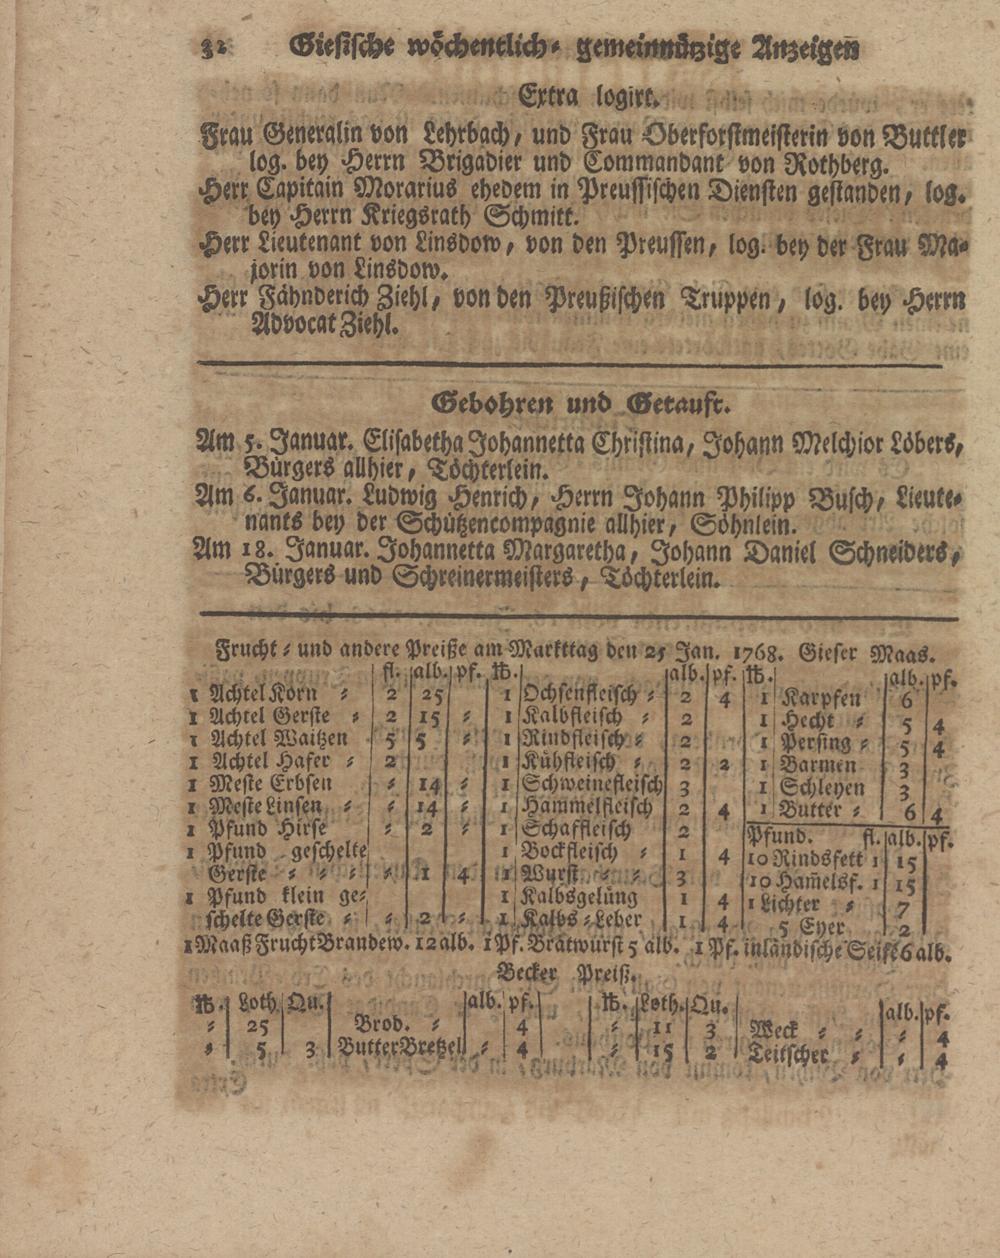 32 Giesische wöchentlich⸗ gemeinnützige Anzeigen
Extra logirt.
Frau Generalin von Lehrbach, und Frau Oberforstmeisterin von Buttler
log. bey Herrn Brigadier und Commandant von Rothberg.
Herr Capitain Morarius ehedem in Preussischen Diensten gestanden, log.
bey Herrn Kriegsrath Schmitt.
Herr Lieutenant von Linsdow, von den Preussen, log. bey der Frau Ma⸗
jorin von Linsdow.
Herr Fähnderich Ziehl, von den Preußischen Truppen, log. bey Herrn
Advocat Ziehl.
Gebohren und Getauft.
Am 5. Januar. Elisabetha Johannetta Christina, Johann Melchior Löbers,
Bürgers allhier, Töchterlein.
Am 6. Januar. Ludwig Henrich, Herrn Johann Philipp Busch, Lieute⸗
nants bey der Schützencompagnie allhier, Söhnlein.
Am 18. Januar. Johannetta Margaretha, Johann Daniel Schneiders,
Bürgers und Schreinermeisters, Töchterlein.
Frucht⸗ und andere Preiße am Markttag den 25 Jan. 1768. Gieser Maas.
fl. alb. pf.
1 Achtel Korn ⸗ 2 25
1 Achtel Gerste ⸗ 2 15 ⸗
1 Achtel Waitzen 5 5 ⸗
1 Achtel Hafer ⸗ 2
1 Meste Erbsen ⸗ 14 ⸗
1 Meste Linsen ⸗ ⸗ 14 ⸗
1 Pfund Hirse ⸗ 2 ⸗
1 Pfund geschelte
Gerste ⸗ ⸗ ⸗ ⸗ 1 4
1 Pfund klein ge⸗
schelte Gerste ⸗ ⸗ 2 ⸗
℔. alb. pf.
1 Ochsenfleisch ⸗ 2 4
1 Kalbfleisch ⸗ 2
1 Rindfleisch ⸗ 2
1 Kühfleisch ⸗ 2 2
1 Schweinefleisch 3
1 Hammelfleisch 2 4
1 Schaffleisch 2
1 Bockfleisch ⸗ 1 4
1 Wurst ⸗ ⸗ 3
1 Kalbsgelüng 1 4
1 Kalbs⸗Leber 1 4
℔. alb. pf.
1 Karpfen 6
1 Hecht ⸗ 5 4
1 Persing ⸗ 5 4
1 Barmen 3
1 Schleyen 3
1 Butter ⸗ 6 4
Pfund. fl. alb. pf.
10 Rindsfett 1 15
10 Ham̄elsf. 1 15
1 Lichter ⸗ 7
5 Eyer 2
1 Maaß Frucht Brandew. 12 alb. 1 Pf. Bratwurst 5 alb. 1 Pf. inländische Seife 6 alb.
Becker Preiß.
℔. Loth Qu. alb. pf.
⸗ 25 Brod. ⸗ 4
⸗ 5 3 Butter Bretzel ⸗ 4
℔. Loth. Qu. alb. pf.
⸗ 11 3 Weck ⸗ ⸗ ⸗ 4
⸗ 15 2 Teitscher ⸗ ⸗ 4